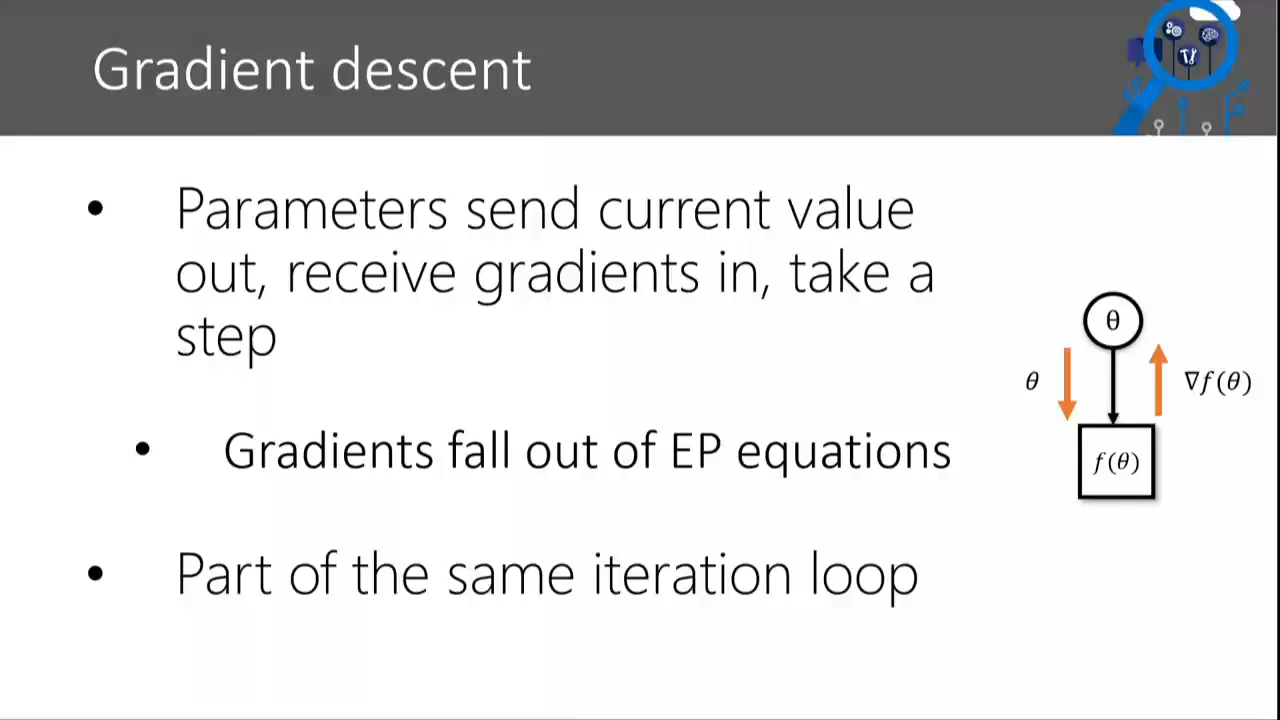 Gradient descent
• Parameters send current value
out, receive gradients in, take a
step
• Gradients fall out of EP equations
• Part of the same iteration loop
θ
θ
∇f(θ)
f(θ)